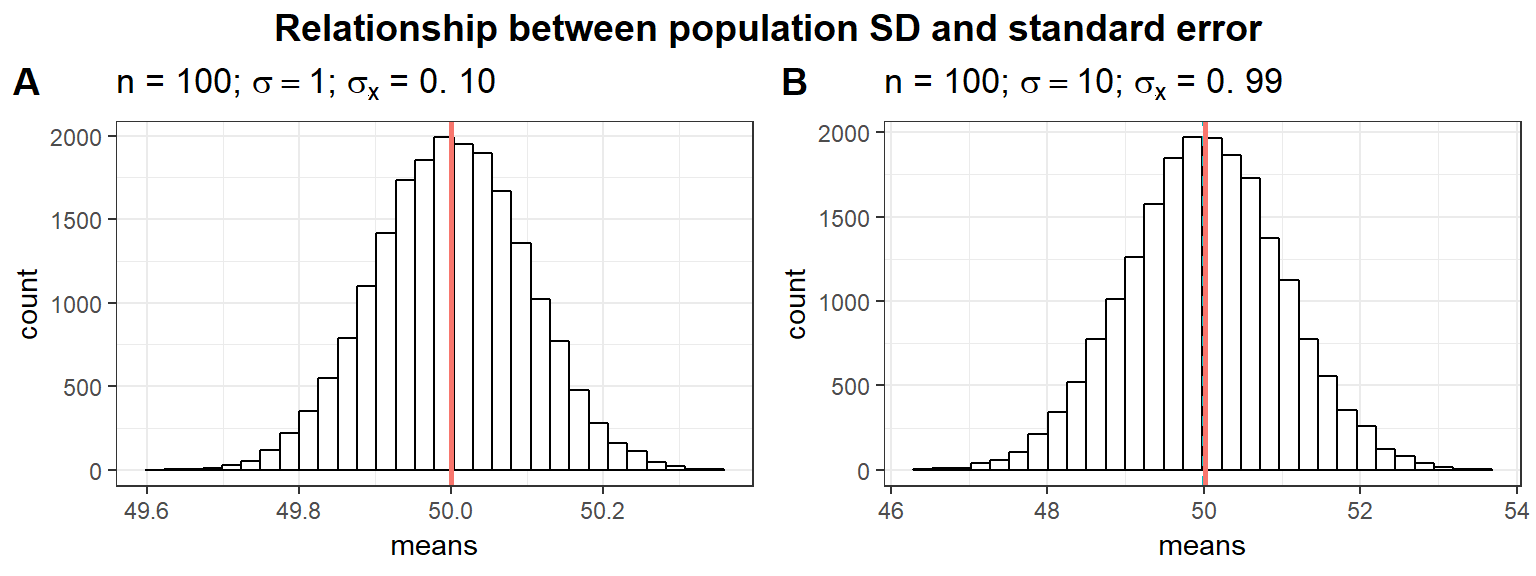 Relationship between population SD and standard error
A
n = 100; σ = 1; σx = 0. 10
2000
1500
1000
500
0
count
49.6 49.8 50.0 50.2
means
B
n = 100; σ = 10; σx = 0. 99
2000
1500
1000
500
0
count
46 48 50 52 54
means